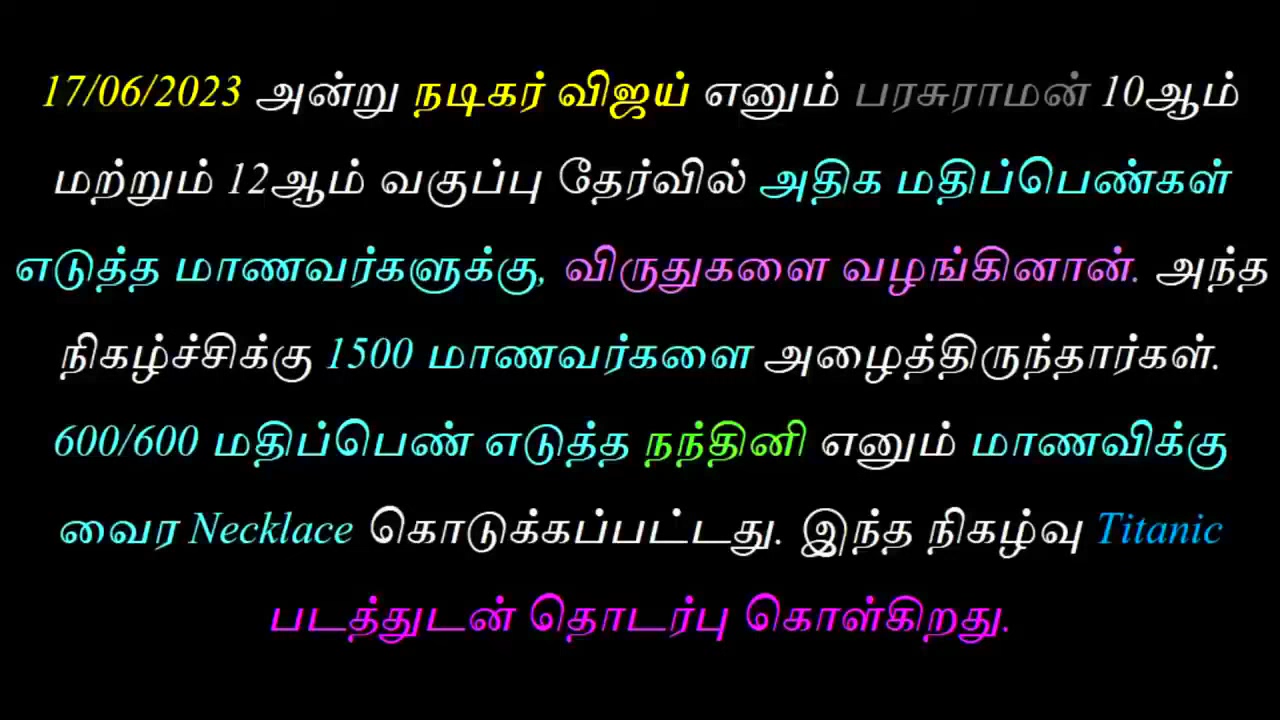 17/06/2023 அன்று நடிகர் விஜய் எனும் பரசுராமன் 10ஆம்
மற்றும் 12ஆம் வகுப்பு தேர்வில் அதிக மதிப்பெண்கள்
எடுத்த மாணவர்களுக்கு, விருதுகளை வழங்கினான். அந்த
நிகழ்ச்சிக்கு 1500 மாணவர்களை அழைத்திருந்தார்கள்.
600/600 மதிப்பெண் எடுத்த நந்தினி எனும் மாணவிக்கு
வைர Necklace கொடுக்கப்பட்டது. இந்த நிகழ்வு Titanic
படத்துடன் தொடர்பு கொள்கிறது.